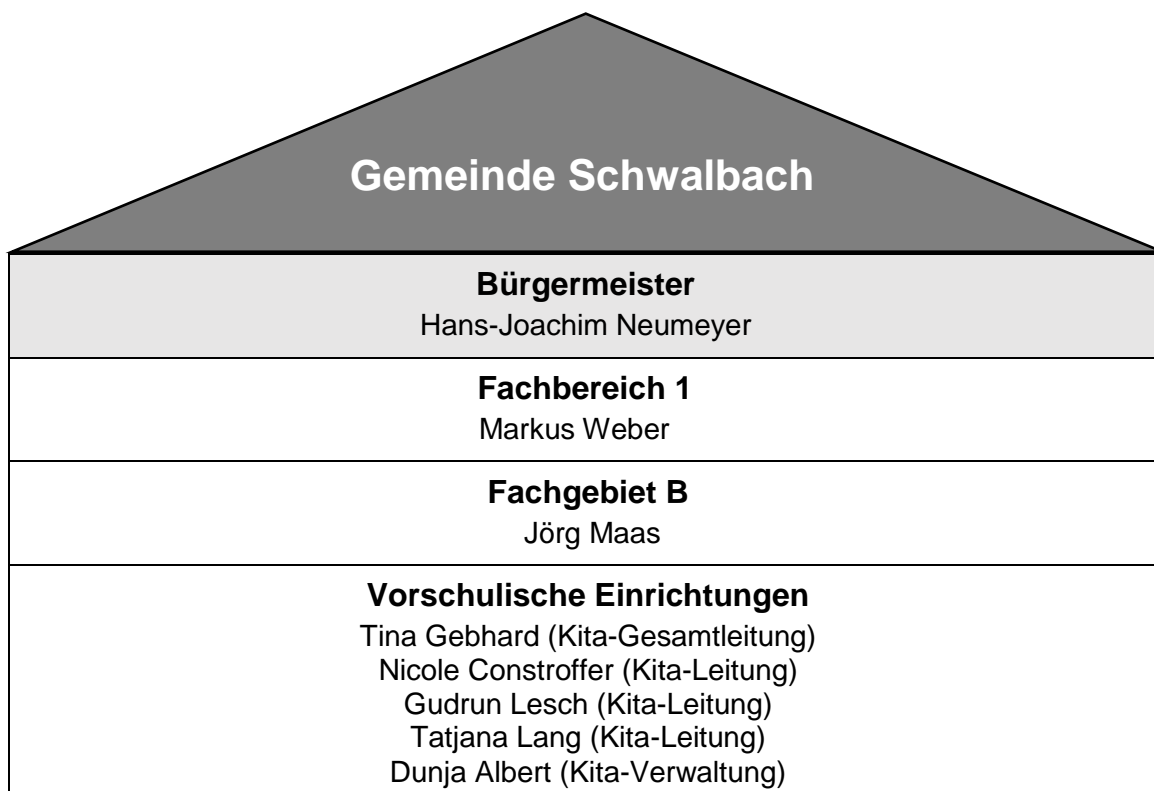 Gemeinde Schwalbach
Bürgermeister
Hans-Joachim Neumeyer
Fachbereich 1
Markus Weber
Fachgebiet B
Jörg Maas
Vorschulische Einrichtungen
Tina Gebhard (Kita-Gesamtleitung)
Nicole Constroffer (Kita-Leitung)
Gudrun Lesch (Kita-Leitung)
Tatjana Lang (Kita-Leitung)
Dunja Albert (Kita-Verwaltung)